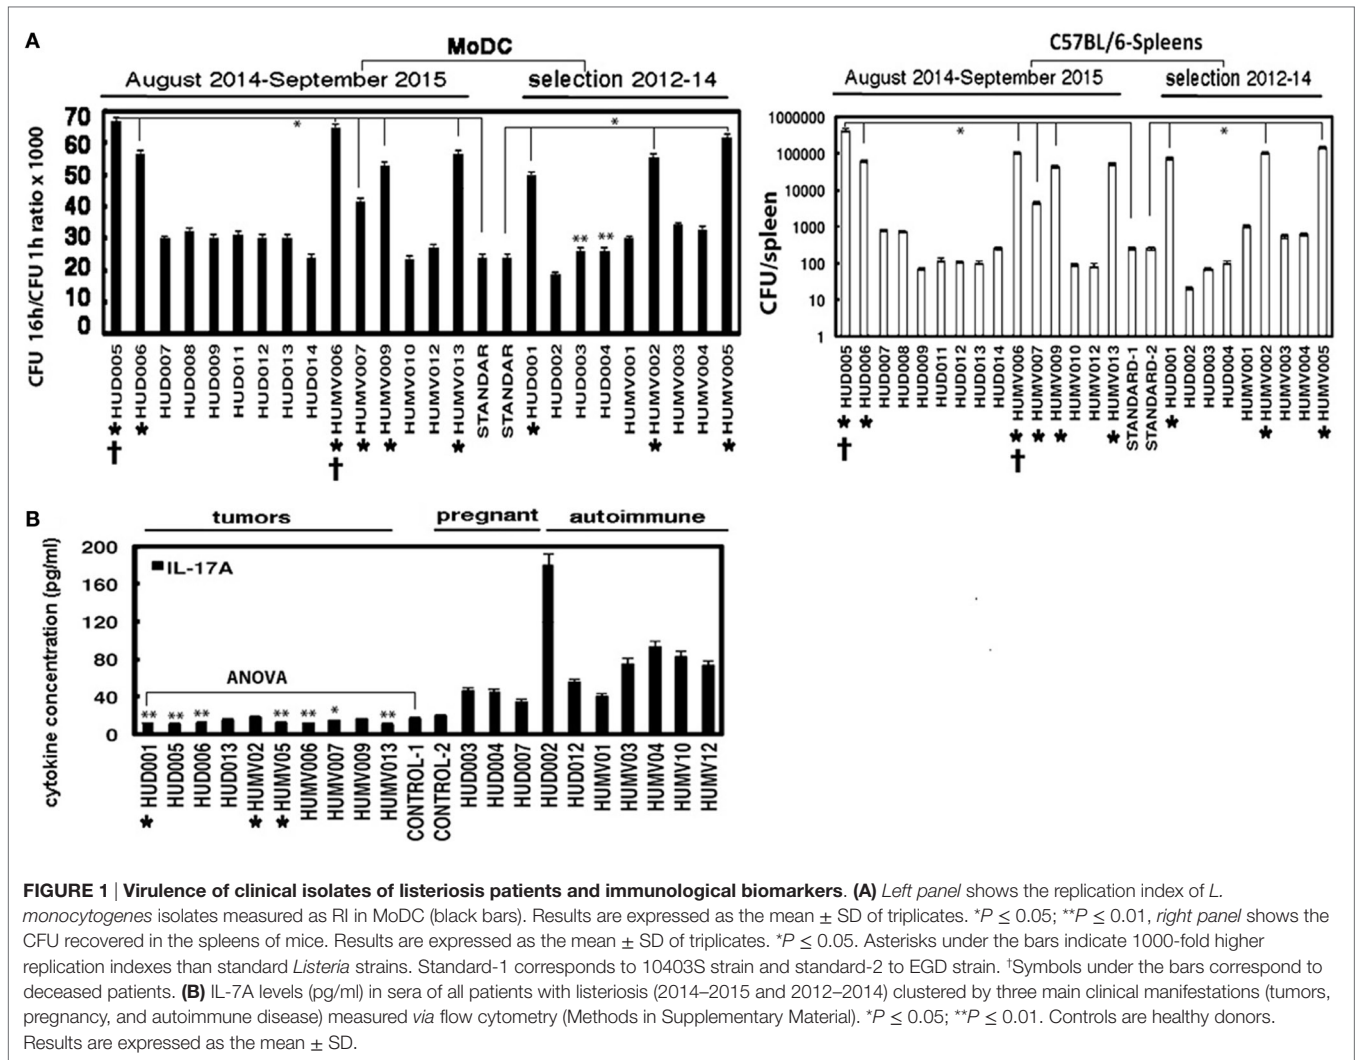 A
MoDC
August 2014-September 2015
selection 2012-14
CFU 16h/CFU 1h ratio x 1000
70
60
50
40
30
20
10
0
*
*
**
**
HUD005
HUD006
HUD007
HUD008
HUD009
HUD011
HUD012
HUD013
HUD014
HUMV006
HUMV007
HUMV009
HUMV010
HUMV012
HUMV013
STANDAR
STANDAR
HUD001
HUD002
HUD003
HUD004
HUMV001
HUMV002
HUMV003
HUMV004
HUMV005
* * * * * * * * *
† †
C57BL/6-Spleens
August 2014-September 2015
selection 2012-14
CFU/spleen
1000000
100000
10000
1000
100
10
1
*
*
HUD005
HUD006
HUD007
HUD008
HUD009
HUD011
HUD012
HUD013
HUD014
HUMV006
HUMV007
HUMV009
HUMV010
HUMV012
HUMV013
STANDARD-1
STANDARD-2
HUD001
HUD002
HUD003
HUD004
HUMV001
HUMV002
HUMV003
HUMV004
HUMV005
* * * * * * * * *
† †
B
tumors
pregnant
autoimmune
cytokine concentration (pg/ml)
200
160
120
80
40
0
IL-17A
ANOVA
** ** ** ** ** * **
HUD001
HUD005
HUD006
HUD013
HUMV02
HUMV05
HUMV006
HUMV007
HUMV009
HUMV013
CONTROL-1
CONTROL-2
HUD003
HUD004
HUD007
HUD002
HUD012
HUMV01
HUMV03
HUMV04
HUMV10
HUMV12
* * *
FIGURE 1 | Virulence of clinical isolates of listeriosis patients and immunological biomarkers. (A) Left panel shows the replication index of L.
monocytogenes isolates measured as RI in MoDC (black bars). Results are expressed as the mean ± SD of triplicates. *P ≤ 0.05; **P ≤ 0.01, right panel shows the
CFU recovered in the spleens of mice. Results are expressed as the mean ± SD of triplicates. *P ≤ 0.05. Asterisks under the bars indicate 1000-fold higher
replication indexes than standard Listeria strains. Standard-1 corresponds to 10403S strain and standard-2 to EGD strain. †Symbols under the bars correspond to
deceased patients. (B) IL-7A levels (pg/ml) in sera of all patients with listeriosis (2014–2015 and 2012–2014) clustered by three main clinical manifestations (tumors,
pregnancy, and autoimmune disease) measured via flow cytometry (Methods in Supplementary Material). *P ≤ 0.05; **P ≤ 0.01. Controls are healthy donors.
Results are expressed as the mean ± SD.